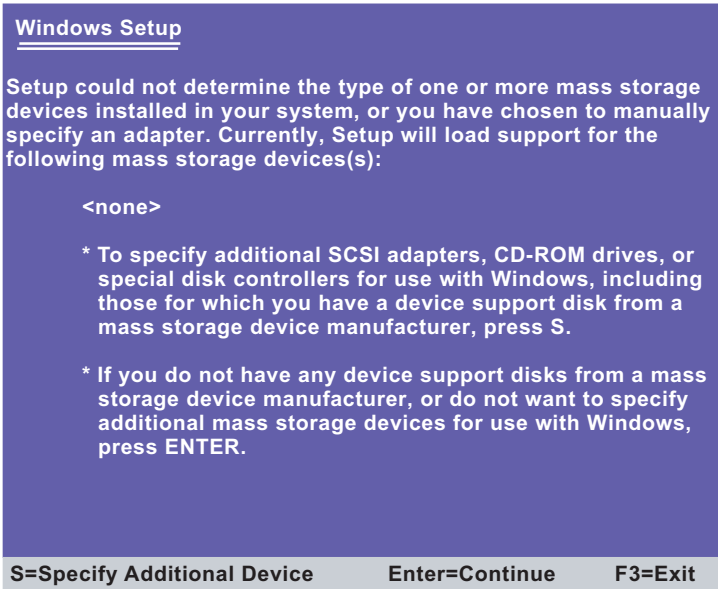 Windows Setup
Setup could not determine the type of one or more mass storage
devices installed in your system, or you have chosen to manually
specify an adapter. Currently, Setup will load support for the
following mass storage devices(s):
<none>
* To specify additional SCSI adapters, CD-ROM drives, or
special disk controllers for use with Windows, including
those for which you have a device support disk from a
mass storage device manufacturer, press S.
* If you do not have any device support disks from a mass
storage device manufacturer, or do not want to specify
additional mass storage devices for use with Windows,
press ENTER.
S=Specify Additional Device Enter=Continue F3=Exit